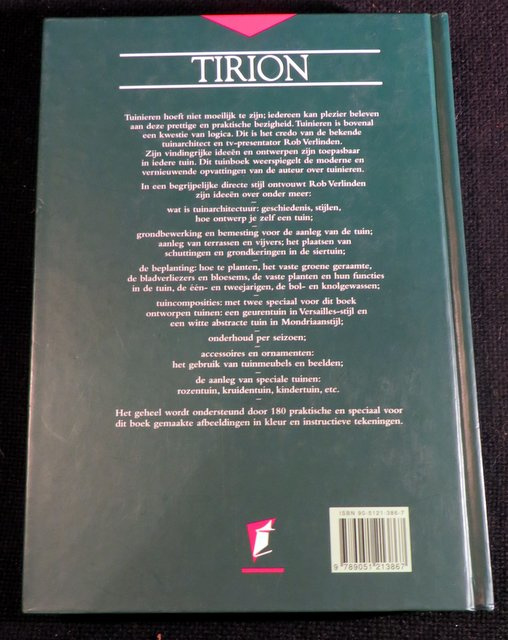 TIRION
Tuinieren hoeft niet moeilijk te zijn; iedereen kan plezier beleven
aan deze prettige en praktische bezigheid. Tuinieren is bovenal
een kwestie van logica. Dit is het credo van de bekende
tuinarchitect en tv-presentator Rob Verlinden.
Zijn vindingrijke ideeën en ontwerpen zijn toepasbaar
in iedere tuin. Dit tuinboek weerspiegelt de moderne en
vernieuwende opvattingen van de auteur over tuinieren.
In een begrijpelijke directe stijl ontvouwt Rob Verlinden
zijn ideeën over onder meer:
–
wat is tuinarchitectuur: geschiedenis, stijlen,
hoe ontwerp je zelf een tuin;
–
grondbewerking en bemesting voor de aanleg van de tuin;
aanleg van terrassen en vijvers; het plaatsen van
schuttingen en grondkeringen in de siertuin;
–
de beplanting: hoe te planten, het vaste groene geraamte,
de bladverliezers en bloesems, de vaste planten en hun functies
in de tuin, de één- en tweejarigen, de bol- en knolgewassen;
–
tuincomposities: met twee speciaal voor dit boek
ontworpen tuinen: een geurentuin in Versailles-stijl en
een witte abstracte tuin in Mondriaanstijl;
–
onderhoud per seizoen;
–
accessoires en ornamenten:
het gebruik van tuinmeubels en beelden;
–
de aanleg van speciale tuinen:
rozentuin, kruidentuin, kindertuin, etc.
–
Het geheel wordt ondersteund door 180 praktische en speciaal voor
dit boek gemaakte afbeeldingen in kleur en instructieve tekeningen.
ISBN 90-5121-386-7
9 789051 213867